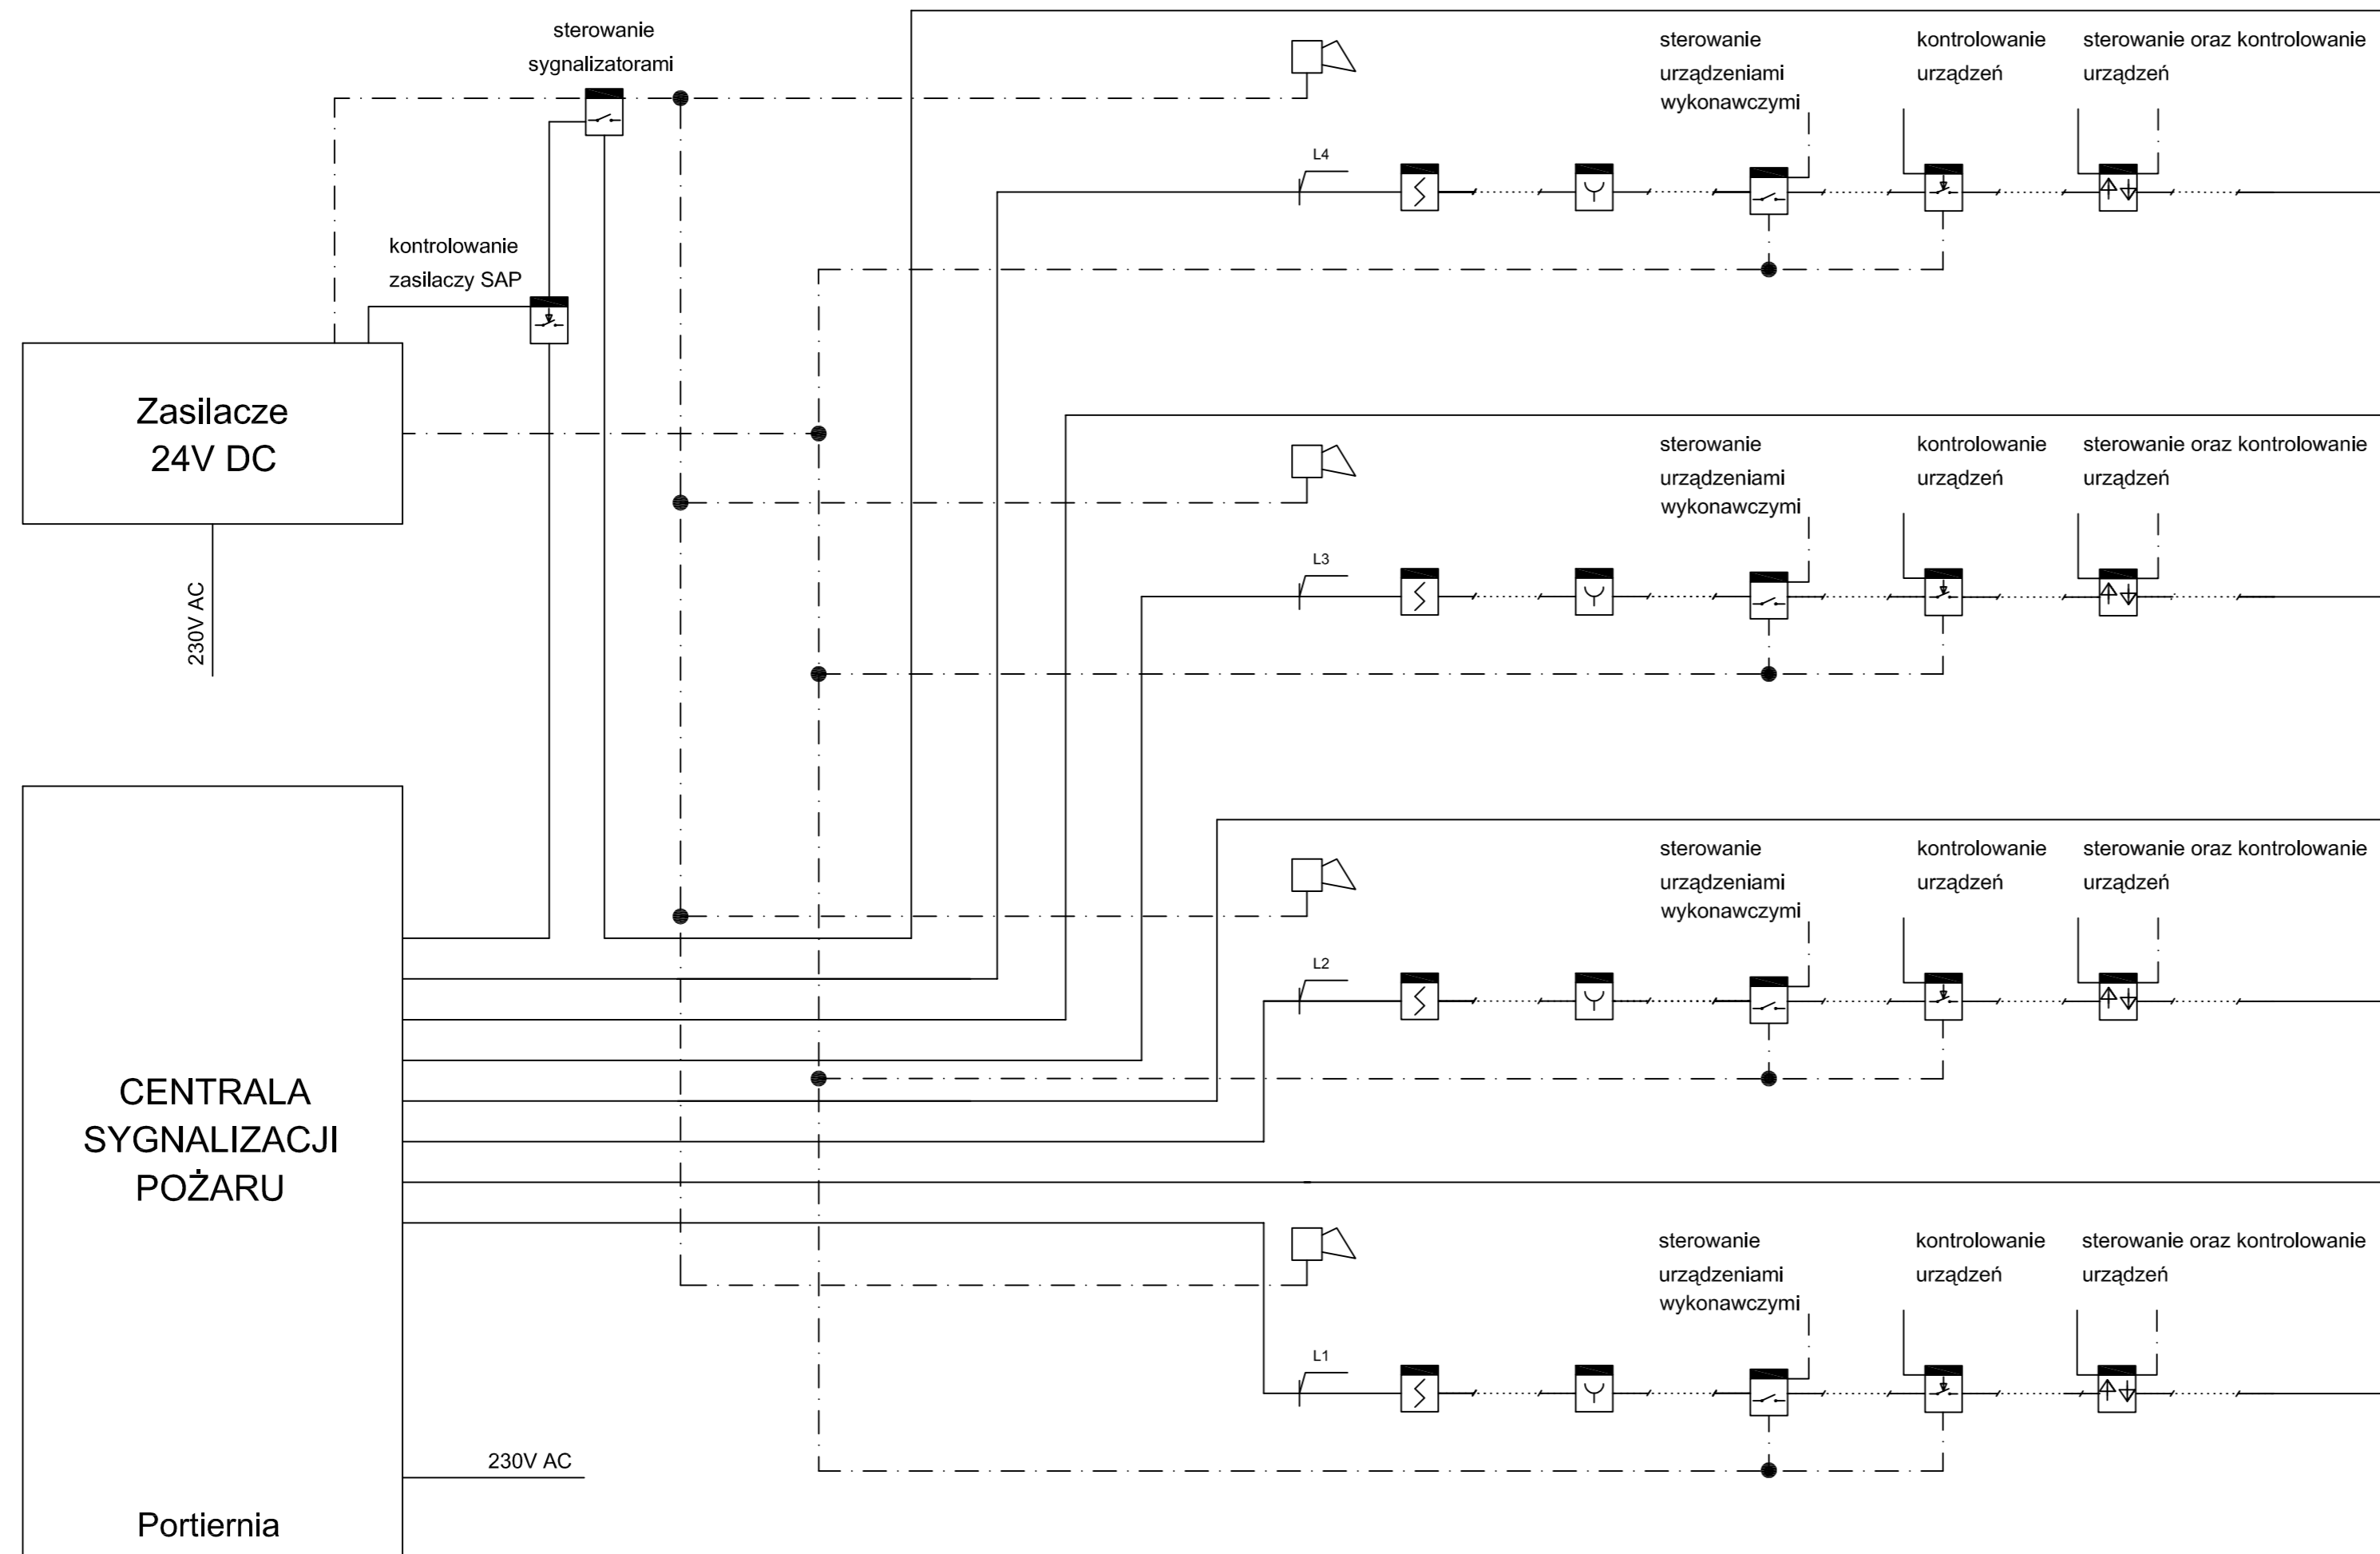 sterowanie
sygnalizatorami
sterowanie
urządzeniami
wykonawczymi
kontrolowanie
urządzeń
sterowanie oraz kontrolowanie
urządzeń
L4
kontrolowanie
zasilaczy SAP
Zasilacze
24V DC
230V AC
sterowanie
urządzeniami
wykonawczymi
kontrolowanie
urządzeń
sterowanie oraz kontrolowanie
urządzeń
L3
sterowanie
urządzeniami
wykonawczymi
kontrolowanie
urządzeń
sterowanie oraz kontrolowanie
urządzeń
L2
CENTRALA
SYGNALIZACJI
POŻARU
sterowanie
urządzeniami
wykonawczymi
kontrolowanie
urządzeń
sterowanie oraz kontrolowanie
urządzeń
L1
230V AC
Portiernia